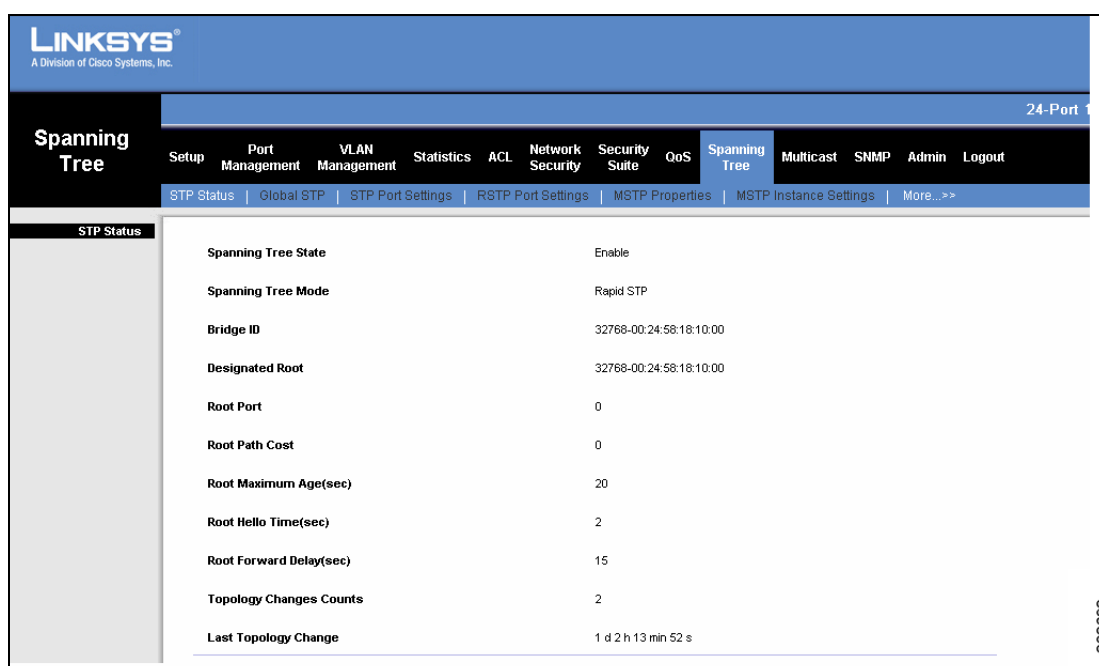 LINKSYS®
A Division of Cisco Systems, Inc.
24-Port 1
Spanning Tree
Setup Port Management VLAN Management Statistics ACL Network Security Security Suite QoS Spanning Tree Multicast SNMP Admin Logout
STP Status | Global STP | STP Port Settings | RSTP Port Settings | MSTP Properties | MSTP Instance Settings | More...>>
STP Status
Spanning Tree State Enable
Spanning Tree Mode Rapid STP
Bridge ID 32768-00:24:58:18:10:00
Designated Root 32768-00:24:58:18:10:00
Root Port 0
Root Path Cost 0
Root Maximum Age(sec) 20
Root Hello Time(sec) 2
Root Forward Delay(sec) 15
Topology Changes Counts 2
Last Topology Change 1 d 2 h 13 min 52 s